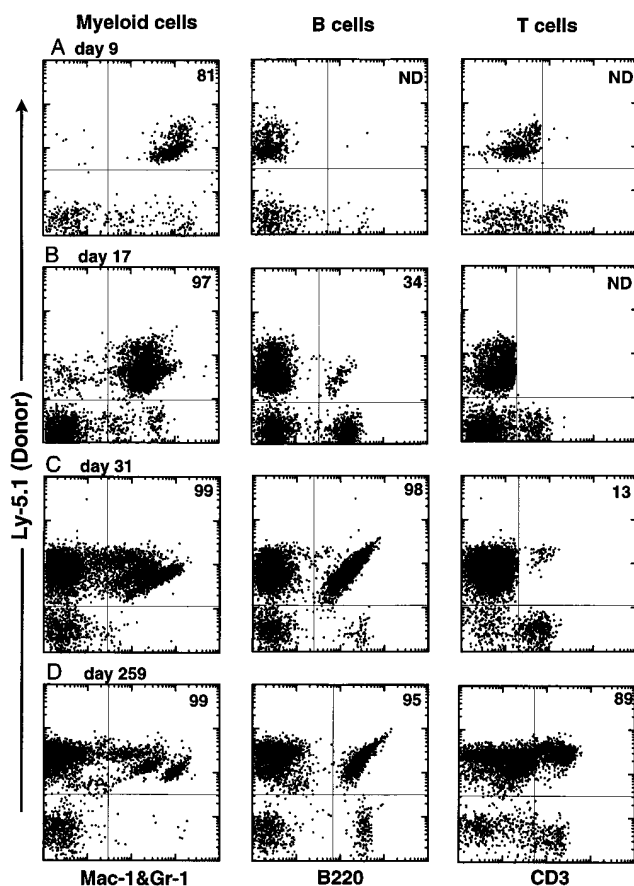 Myeloid cells B cells T cells
A day 9
81 ND ND
B day 17
97 34 ND
C day 31
99 98 13
D day 259
99 95 89
Ly-5.1 (Donor)
Mac-1&Gr-1 B220 CD3